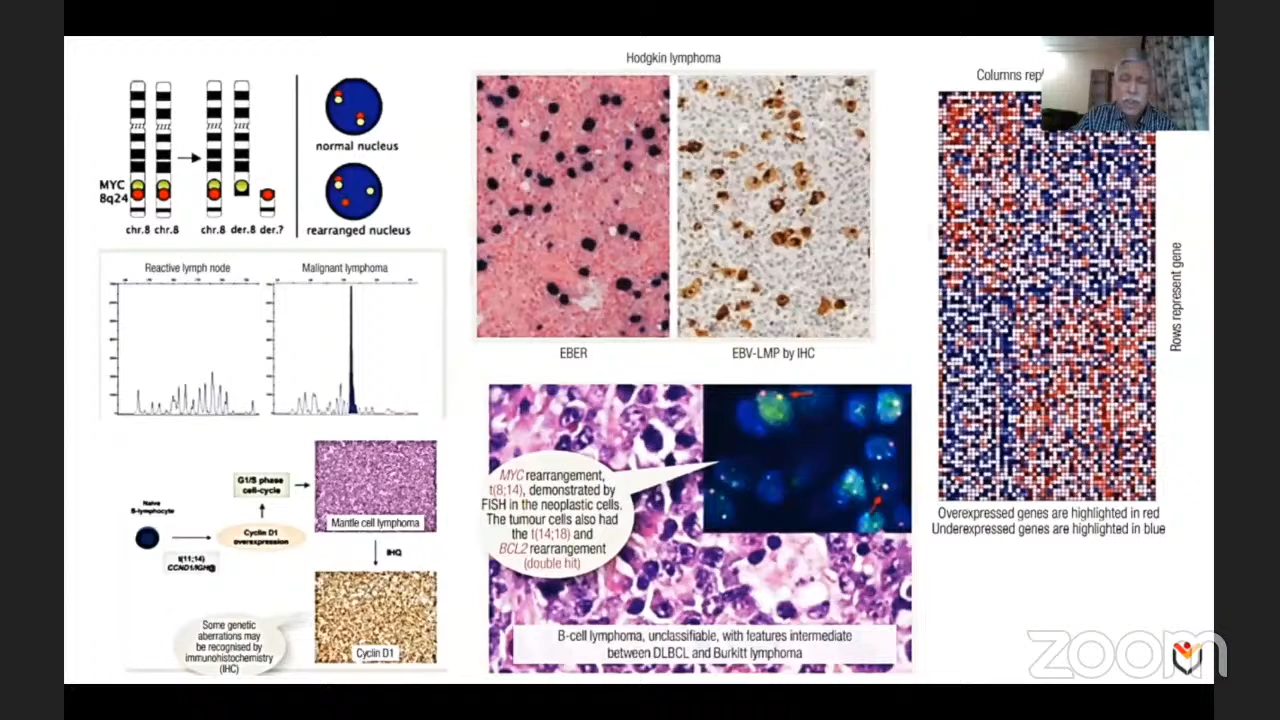 MYC
8q24
chr.8 chr.8
chr.8 der.8 der.?
normal nucleus
rearranged nucleus
Reactive lymph node
Malignant lymphoma
Naive
B-lymphocyte
t(11;14)
CCND1/IGH@
Cyclin D1
overexpression
G1/S phase
cell-cycle
Mantle cell lymphoma
IHQ
Cyclin D1
Some genetic
aberrations may
be recognised by
immunohistochemistry
(IHC)
Hodgkin lymphoma
EBER
EBV-LMP by IHC
MYC rearrangement,
t(8;14), demonstrated by
FISH in the neoplastic cells.
The tumour cells also had
the t(14;18) and
BCL2 rearrangement
(double hit)
B-cell lymphoma, unclassifiable, with features intermediate
between DLBCL and Burkitt lymphoma
Columns
Rows represent gene
Overexpressed genes are highlighted in red
Underexpressed genes are highlighted in blue
zoom